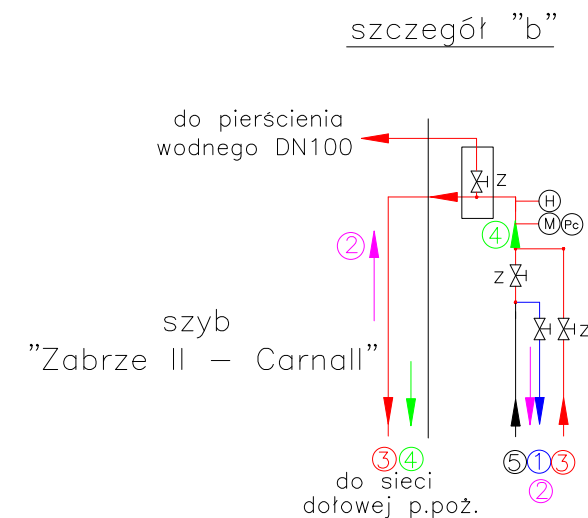 szczegół "b"
do pierścienia
wodnego DN100
z
H
M Pc
4
2
z
szyb
"Zabrze II – Carnall"
z
3 4
5 1 3
2
do sieci
dołowej p.poż.